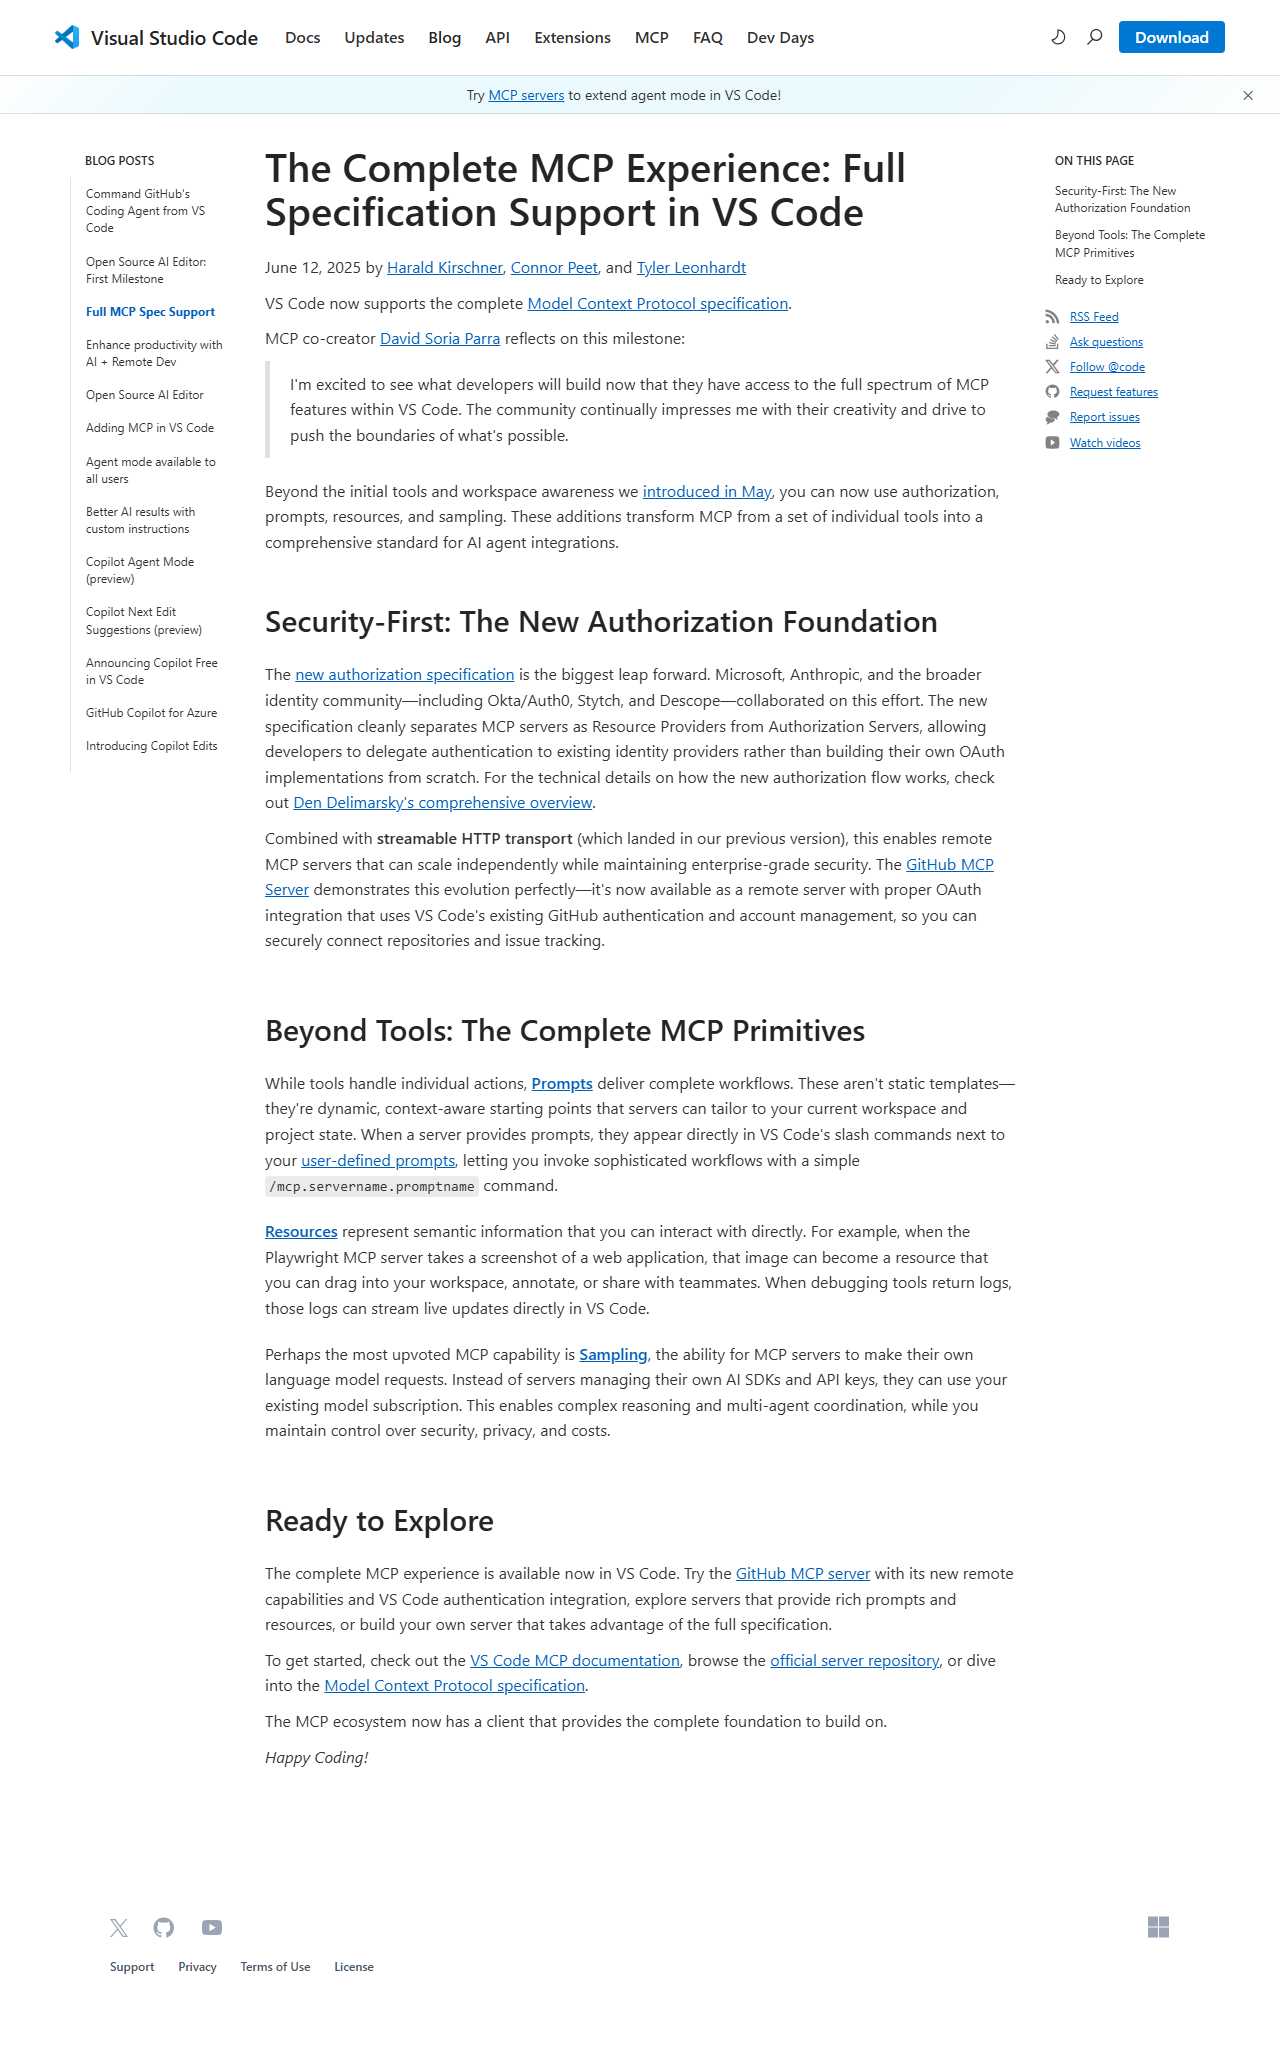 Visual Studio Code Docs Updates Blog API Extensions MCP FAQ Dev Days Download
Try MCP servers to extend agent mode in VS Code!
BLOG POSTS
Command GitHub's
Coding Agent from VS
Code
Open Source AI Editor:
First Milestone
Full MCP Spec Support
Enhance productivity with
AI + Remote Dev
Open Source AI Editor
Adding MCP in VS Code
Agent mode available to
all users
Better AI results with
custom instructions
Copilot Agent Mode
(preview)
Copilot Next Edit
Suggestions (preview)
Announcing Copilot Free
in VS Code
GitHub Copilot for Azure
Introducing Copilot Edits
The Complete MCP Experience: Full
Specification Support in VS Code
June 12, 2025 by Harald Kirschner, Connor Peet, and Tyler Leonhardt
VS Code now supports the complete Model Context Protocol specification.
MCP co-creator David Soria Parra reflects on this milestone:
I'm excited to see what developers will build now that they have access to the full spectrum of MCP
features within VS Code. The community continually impresses me with their creativity and drive to
push the boundaries of what's possible.
Beyond the initial tools and workspace awareness we introduced in May, you can now use authorization,
prompts, resources, and sampling. These additions transform MCP from a set of individual tools into a
comprehensive standard for AI agent integrations.
Security-First: The New Authorization Foundation
The new authorization specification is the biggest leap forward. Microsoft, Anthropic, and the broader
identity community—including Okta/Auth0, Stytch, and Descope—collaborated on this effort. The new
specification cleanly separates MCP servers as Resource Providers from Authorization Servers, allowing
developers to delegate authentication to existing identity providers rather than building their own OAuth
implementations from scratch. For the technical details on how the new authorization flow works, check
out Den Delimarsky's comprehensive overview.
Combined with streamable HTTP transport (which landed in our previous version), this enables remote
MCP servers that can scale independently while maintaining enterprise-grade security. The GitHub MCP
Server demonstrates this evolution perfectly—it's now available as a remote server with proper OAuth
integration that uses VS Code's existing GitHub authentication and account management, so you can
securely connect repositories and issue tracking.
Beyond Tools: The Complete MCP Primitives
While tools handle individual actions, Prompts deliver complete workflows. These aren't static templates—
they're dynamic, context-aware starting points that servers can tailor to your current workspace and
project state. When a server provides prompts, they appear directly in VS Code's slash commands next to
your user-defined prompts, letting you invoke sophisticated workflows with a simple
/mcp.servername.promptname command.
Resources represent semantic information that you can interact with directly. For example, when the
Playwright MCP server takes a screenshot of a web application, that image can become a resource that
you can drag into your workspace, annotate, or share with teammates. When debugging tools return logs,
those logs can stream live updates directly in VS Code.
Perhaps the most upvoted MCP capability is Sampling, the ability for MCP servers to make their own
language model requests. Instead of servers managing their own AI SDKs and API keys, they can use your
existing model subscription. This enables complex reasoning and multi-agent coordination, while you
maintain control over security, privacy, and costs.
Ready to Explore
The complete MCP experience is available now in VS Code. Try the GitHub MCP server with its new remote
capabilities and VS Code authentication integration, explore servers that provide rich prompts and
resources, or build your own server that takes advantage of the full specification.
To get started, check out the VS Code MCP documentation, browse the official server repository, or dive
into the Model Context Protocol specification.
The MCP ecosystem now has a client that provides the complete foundation to build on.
Happy Coding!
ON THIS PAGE
Security-First: The New
Authorization Foundation
Beyond Tools: The Complete
MCP Primitives
Ready to Explore
RSS Feed
Ask questions
Follow @code
Request features
Report issues
Watch videos
Support Privacy Terms of Use License